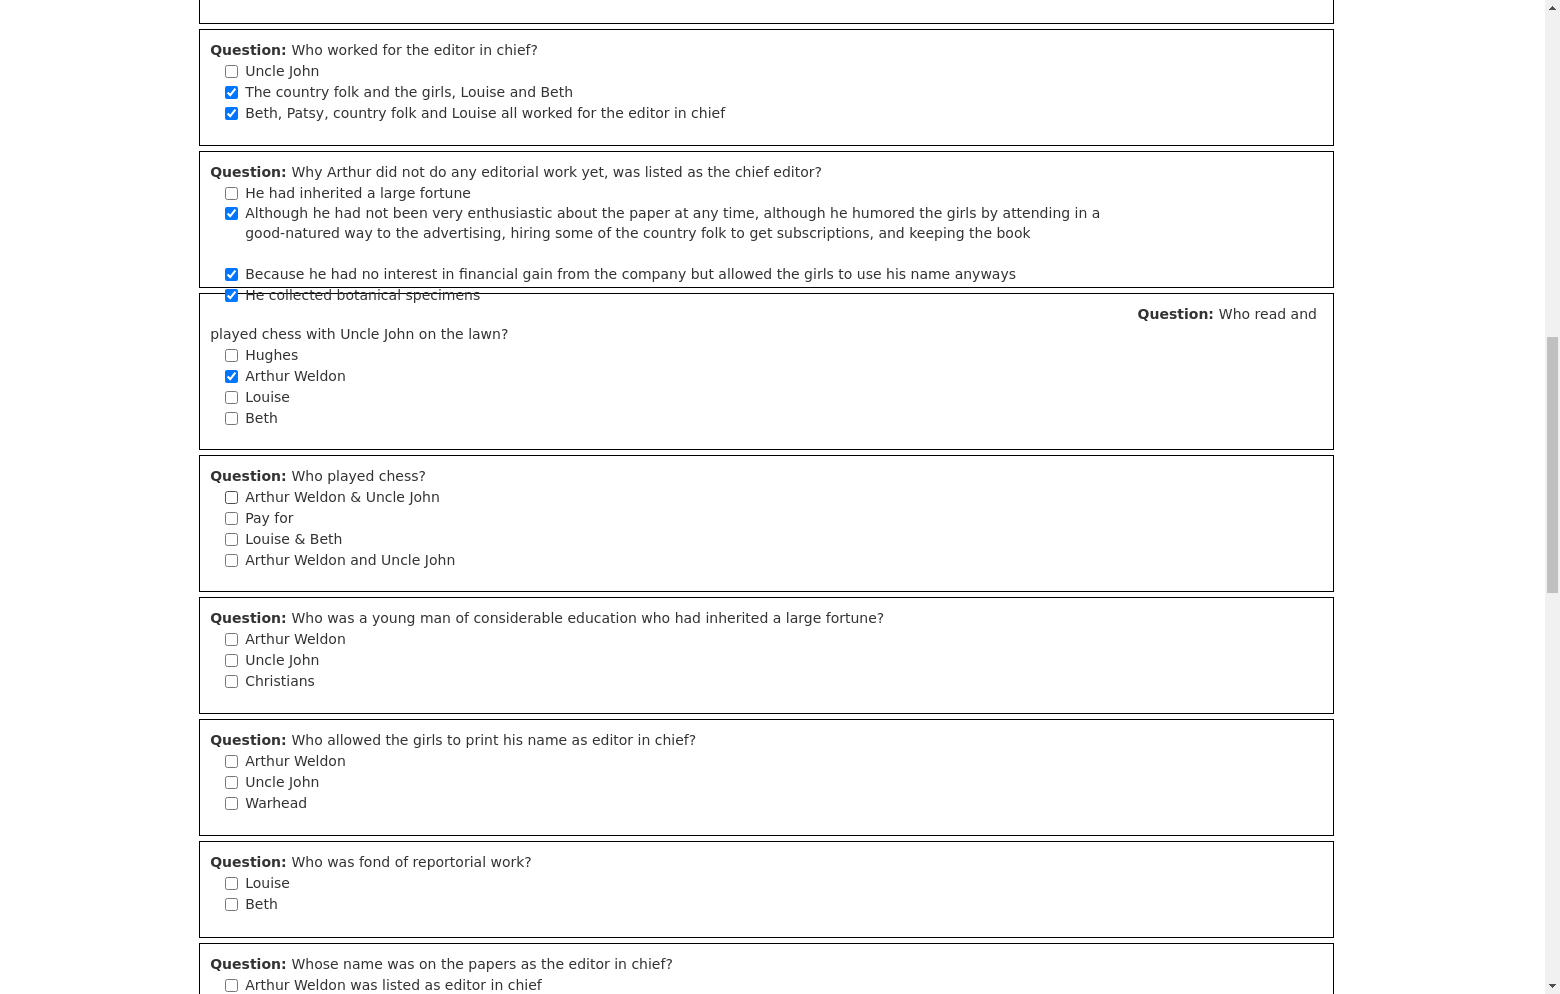 Question: Who worked for the editor in chief?
Uncle John
The country folk and the girls, Louise and Beth
Beth, Patsy, country folk and Louise all worked for the editor in chief
Question: Why Arthur did not do any editorial work yet, was listed as the chief editor?
He had inherited a large fortune
Although he had not been very enthusiastic about the paper at any time, although he humored the girls by attending in a
good-natured way to the advertising, hiring some of the country folk to get subscriptions, and keeping the book
Because he had no interest in financial gain from the company but allowed the girls to use his name anyways
He collected botanical specimens
Question: Who read and
played chess with Uncle John on the lawn?
Hughes
Arthur Weldon
Louise
Beth
Question: Who played chess?
Arthur Weldon & Uncle John
Pay for
Louise & Beth
Arthur Weldon and Uncle John
Question: Who was a young man of considerable education who had inherited a large fortune?
Arthur Weldon
Uncle John
Christians
Question: Who allowed the girls to print his name as editor in chief?
Arthur Weldon
Uncle John
Warhead
Question: Who was fond of reportorial work?
Louise
Beth
Question: Whose name was on the papers as the editor in chief?
Arthur Weldon was listed as editor in chief